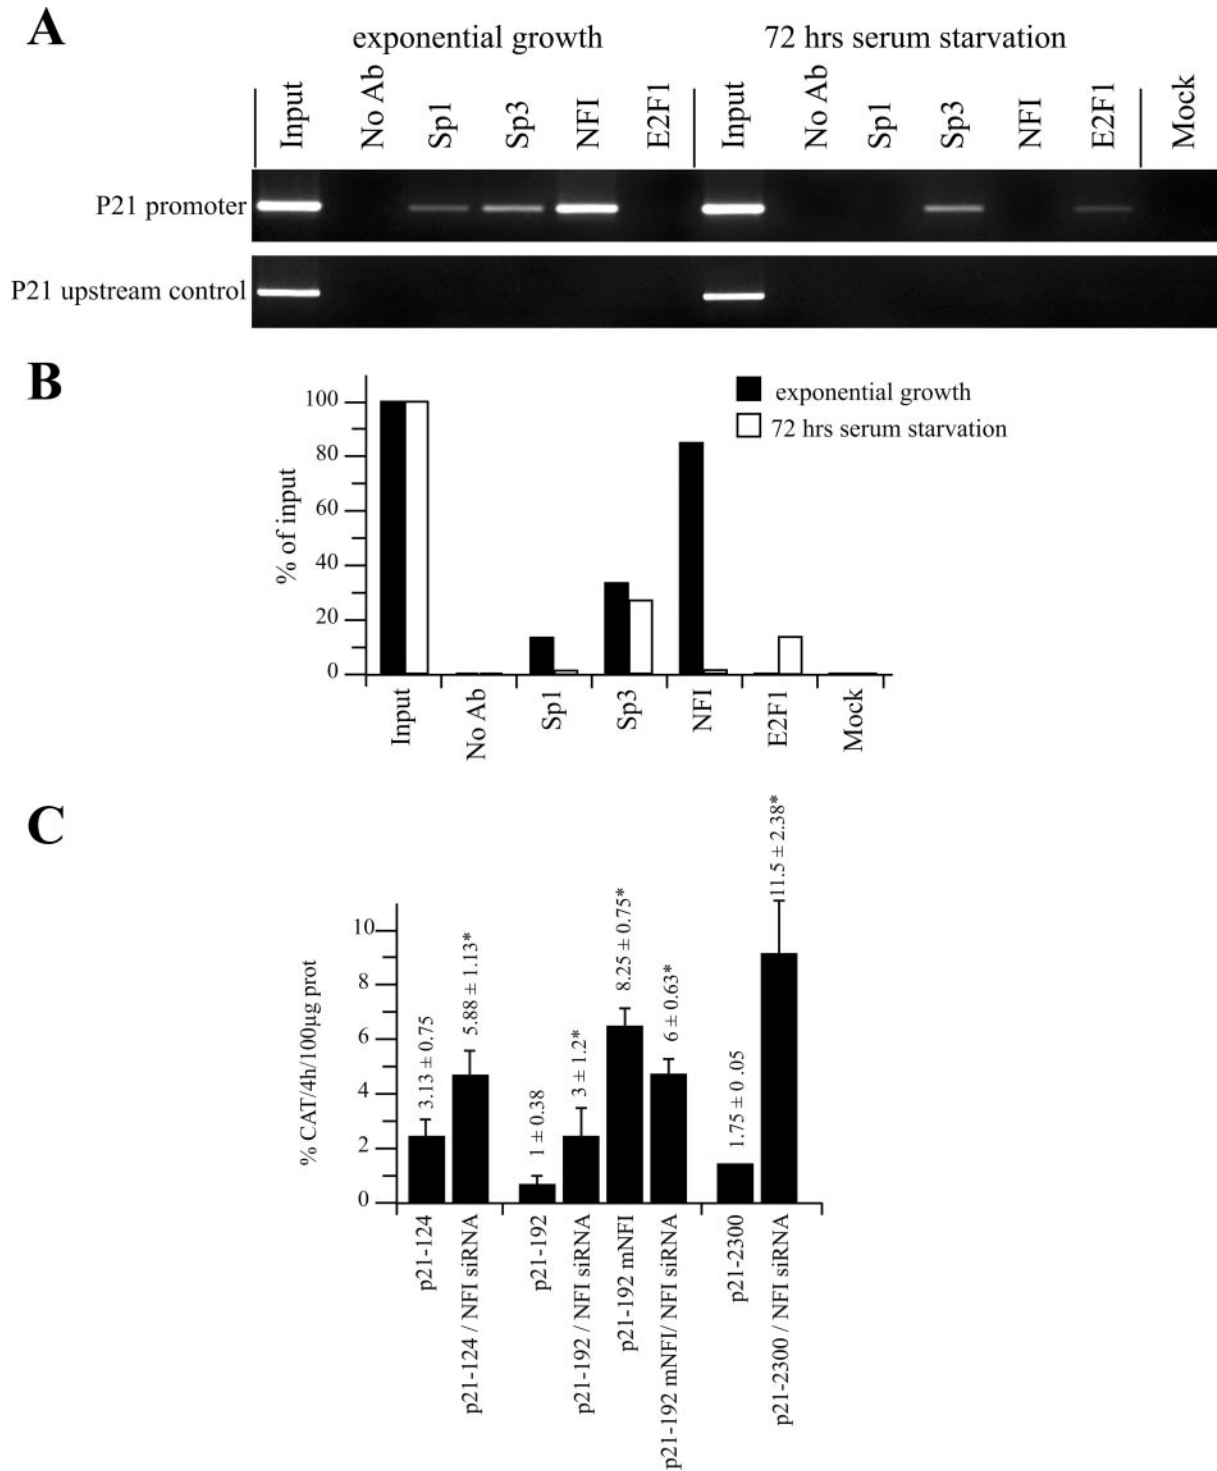 A
exponential growth
72 hrs serum starvation
Input
No Ab
Sp1
Sp3
NFI
E2F1
Input
No Ab
Sp1
Sp3
NFI
E2F1
Mock
P21 promoter
P21 upstream control
B
exponential growth
72 hrs serum starvation
% of input
100
80
60
40
20
0
Input
No Ab
Sp1
Sp3
NFI
E2F1
Mock
C
% CAT/4h/100µg prot
10
8
6
4
2
0
3.13 ± 0.75
5.88 ± 1.13*
1 ± 0.38
3 ± 1.2*
8.25 ± 0.75*
6 ± 0.63*
1.75 ± 0 .05
11.5 ± 2.38*
p21-124
p21-124 / NFI siRNA
p21-192
p21-192 / NFI siRNA
p21-192 mNFI
p21-192 mNFI/ NFI siRNA
p21-2300
p21-2300 / NFI siRNA